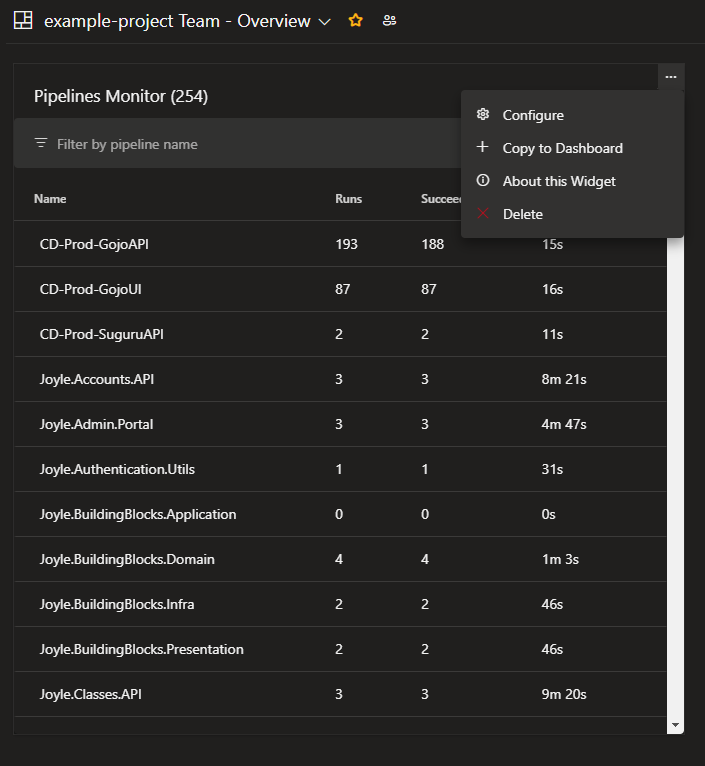 example-project Team - Overview
Pipelines Monitor (254)
Filter by pipeline name
Configure
Copy to Dashboard
About this Widget
Delete
Name Runs
CD-Prod-GojoAPI 193 188 15s
CD-Prod-GojoUI 87 87 16s
CD-Prod-SuguruAPI 2 2 11s
Joyle.Accounts.API 3 3 8m 21s
Joyle.Admin.Portal 3 3 4m 47s
Joyle.Authentication.Utils 1 1 31s
Joyle.BuildingBlocks.Application 0 0 0s
Joyle.BuildingBlocks.Domain 4 4 1m 3s
Joyle.BuildingBlocks.Infra 2 2 46s
Joyle.BuildingBlocks.Presentation 2 2 46s
Joyle.Classes.API 3 3 9m 20s